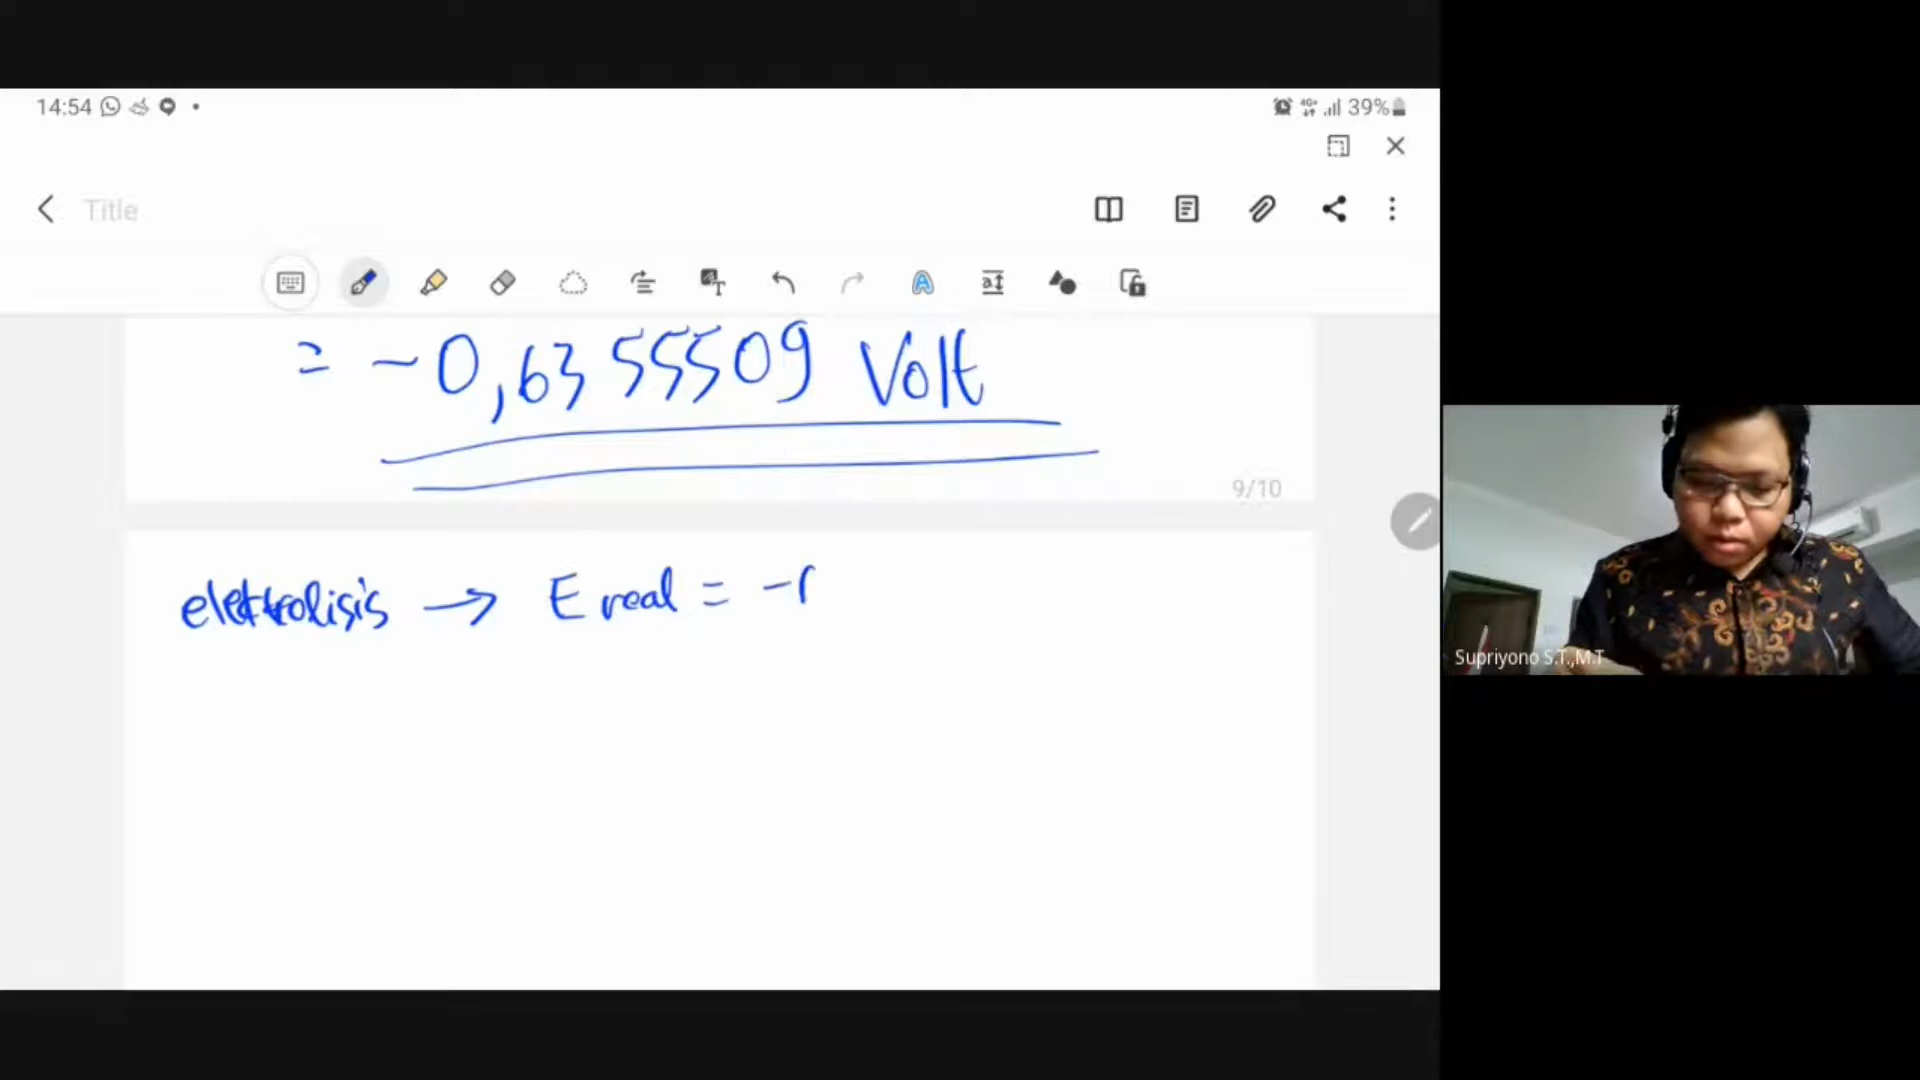 14:54 39%
Title
= -0,6355509 Volt
9/10
elektrolisis → E real = -
Supriyono S.T.,M.T